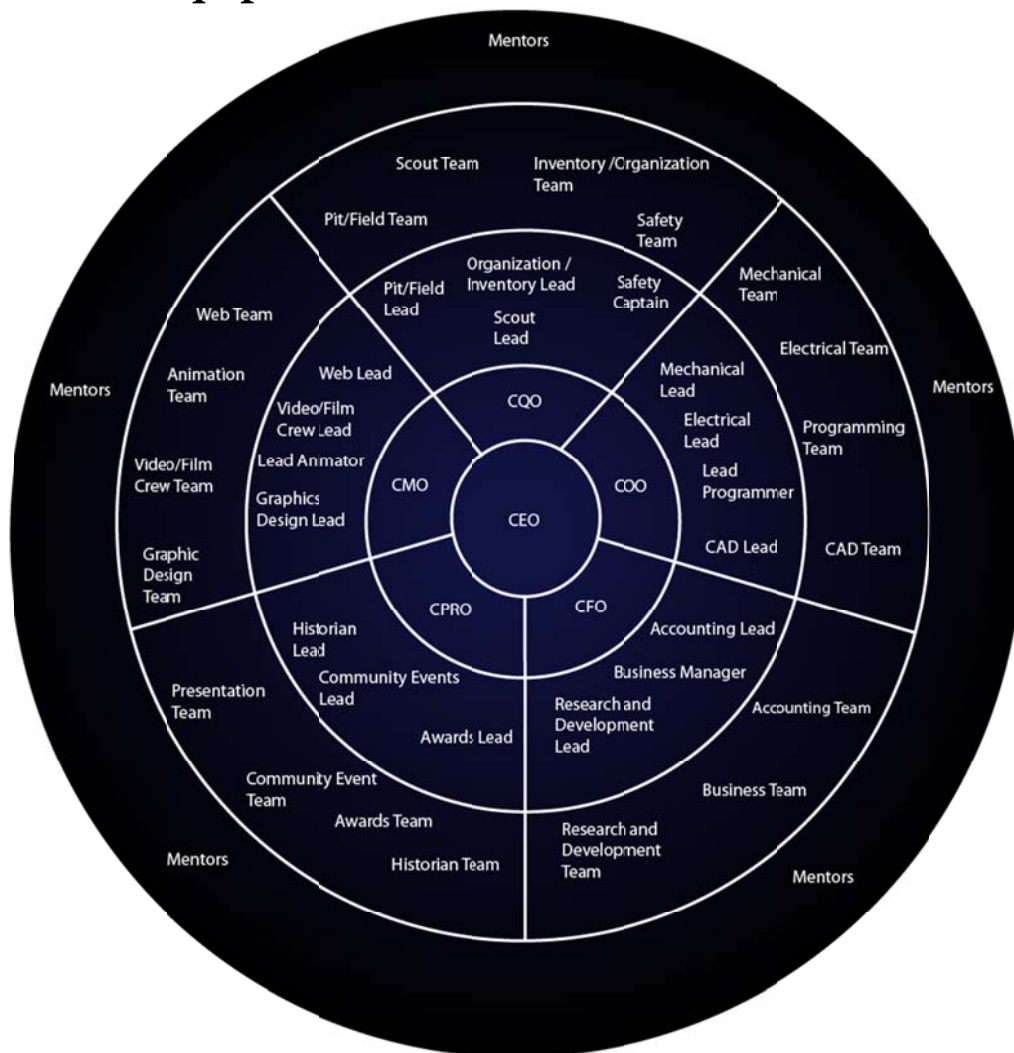 Mentors
Scout Team
Inventory /Organization
Team
Pit/Field Team
Safety
Team
Organization /
Inventory Lead
Pit/Field
Lead
Safety
Captain
Scout
Lead
Mechanical
Team
Web Team
Electrical Team
Web Lead
Mechanical
Lead
Animation
Team
Mentors
Mentors
CQO
Video/Film
Crew Lead
Electrical
Lead
Programming
Team
Lead Animator
Video/Film
Crew Team
Lead
Programmer
CMO
COO
Graphics
Design Lead
CEO
CAD Lead
CAD Team
Graphic
Design
Team
CPRO
CFO
Historian
Lead
Accounting Lead
Community Events
Lead
Business Manager
Presentation
Team
Research and
Development
Lead
Accounting Team
Awards Lead
Community Event
Team
Business Team
Awards Team
Research and
Development
Team
Historian Team
Mentors
Mentors